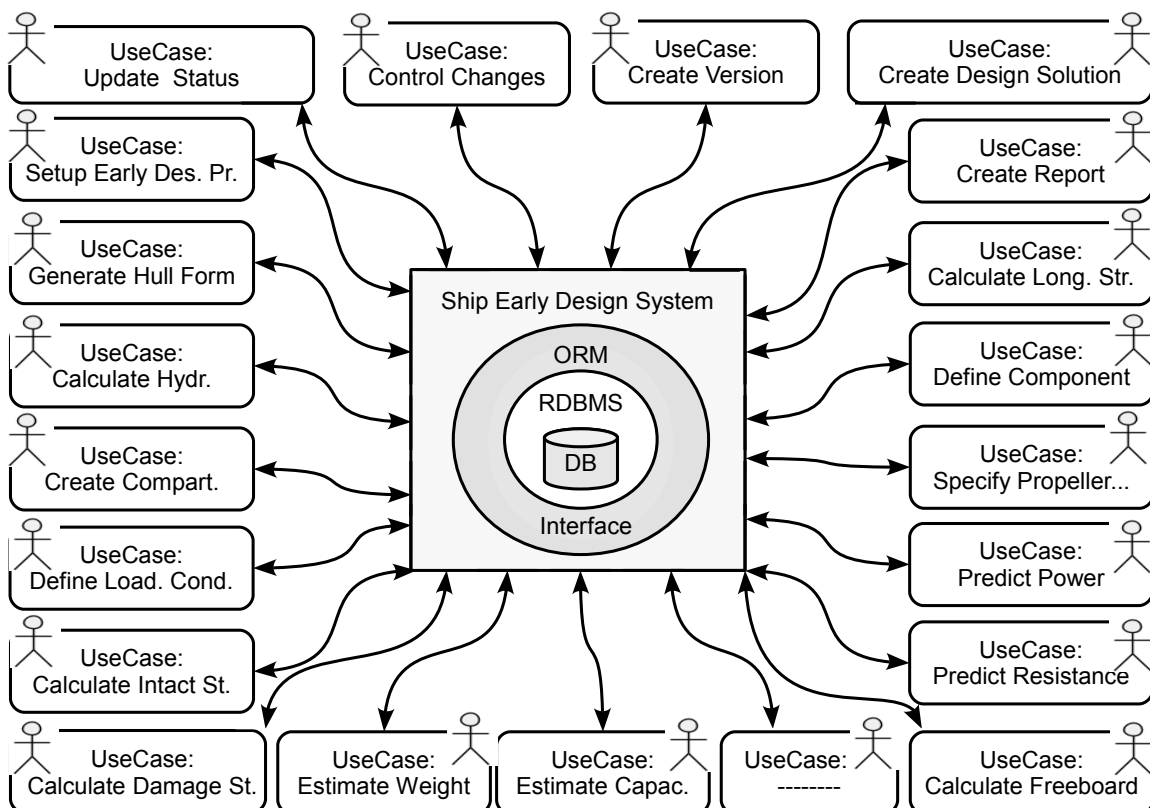 UseCase:
Update Status
UseCase:
Control Changes
UseCase:
Create Version
UseCase:
Create Design Solution
UseCase:
Setup Early Des. Pr.
UseCase:
Create Report
UseCase:
Generate Hull Form
UseCase:
Calculate Long. Str.
Ship Early Design System
ORM
RDBMS
DB
Interface
UseCase:
Calculate Hydr.
UseCase:
Define Component
UseCase:
Create Compart.
UseCase:
Specify Propeller...
UseCase:
Define Load. Cond.
UseCase:
Predict Power
UseCase:
Calculate Intact St.
UseCase:
Predict Resistance
UseCase:
Calculate Damage St.
UseCase:
Estimate Weight
UseCase:
Estimate Capac.
UseCase:
--------
UseCase:
Calculate Freeboard